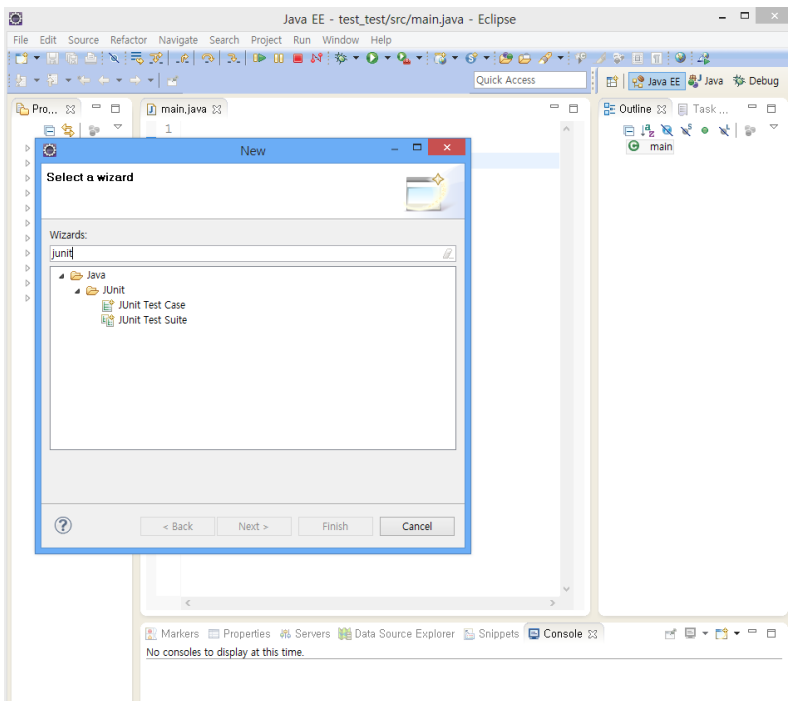 Java EE - test_test/src/main.java - Eclipse
File Edit Source Refactor Navigate Search Project Run Window Help
Quick Access
Java EE Java Debug
Pro... main.java Outline Task ...
1
main
New
Select a wizard
Wizards:
junit
Java
JUnit
JUnit Test Case
JUnit Test Suite
< Back Next > Finish Cancel
Markers Properties Servers Data Source Explorer Snippets Console
No consoles to display at this time.